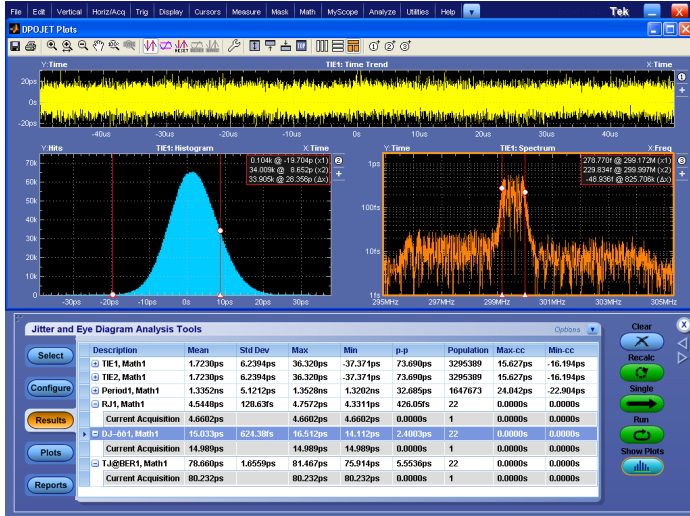 File Edit Vertical Horiz/Acq Trig Display Cursors Measure Mask Math MyScope Analyze Utilities Help Tek
DPOJET Plots
RESET
Y:Time TIE1: Time Trend X:Time
20ps
0s
-20ps
-40us -30us -20us -10us 0s 10us 20us 30us 40us
Y:Hits TIE1: Histogram X:Time
0.104k @ -19.704p (x1)
34.009k @ 8.652p (x2)
33.905k @ 28.356p (Δx)
70k
60k
50k
40k
30k
20k
10k
0
-30ps -20ps -10ps 0s 10ps 20ps 30ps
Y:Time TIE1: Spectrum X:Freq
278.770f @ 299.172M (x1)
229.834f @ 299.997M (x2)
-48.936f @ 825.706k (Δx)
1ps
100fs
10fs
1fs
295MHz 297MHz 299MHz 301MHz 303MHz 305MHz
1
2
3
Jitter and Eye Diagram Analysis Tools Options
Select
Configure
Results
Plots
Reports
Description Mean Std Dev Max Min p-p Population Max-cc Min-cc
TIE1, Math1 1.7230ps 6.2394ps 36.320ps -37.371ps 73.690ps 3295389 15.627ps -16.194ps
TIE2, Math1 1.7230ps 6.2394ps 36.320ps -37.371ps 73.690ps 3295389 15.627ps -16.194ps
Period1, Math1 1.3352ns 5.1212ps 1.3528ns 1.3202ns 32.685ps 1647673 24.042ps -22.904ps
RJ1, Math1 4.5448ps 128.63fs 4.7572ps 4.3311ps 426.05fs 22 0.0000s 0.0000s
Current Acquisition 4.6602ps 4.6602ps 4.6602ps 0.0000s 1 0.0000s 0.0000s
DJ-δδ1, Math1 15.033ps 624.38fs 16.512ps 14.112ps 2.4003ps 22 0.0000s 0.0000s
Current Acquisition 14.989ps 14.989ps 14.989ps 0.0000s 1 0.0000s 0.0000s
TJ@BER1, Math1 78.660ps 1.6559ps 81.467ps 75.914ps 5.5536ps 22 0.0000s 0.0000s
Current Acquisition 80.232ps 80.232ps 80.232ps 0.0000s 1 0.0000s 0.0000s
Clear
Recalc
Single
Run
Show Plots